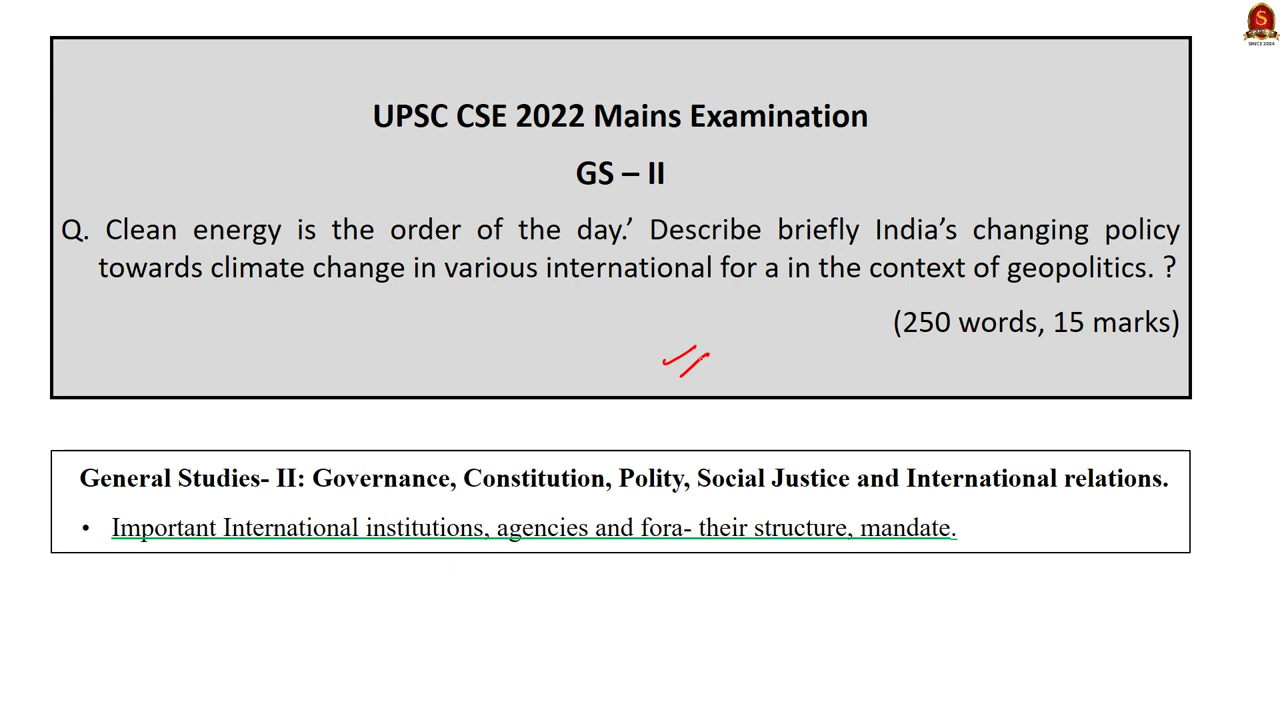 S
SINCE 2004
UPSC CSE 2022 Mains Examination
GS – II
Q. Clean energy is the order of the day.’ Describe briefly India’s changing policy
towards climate change in various international for a in the context of geopolitics. ?
(250 words, 15 marks)
General Studies- II: Governance, Constitution, Polity, Social Justice and International relations.
• Important International institutions, agencies and fora- their structure, mandate.